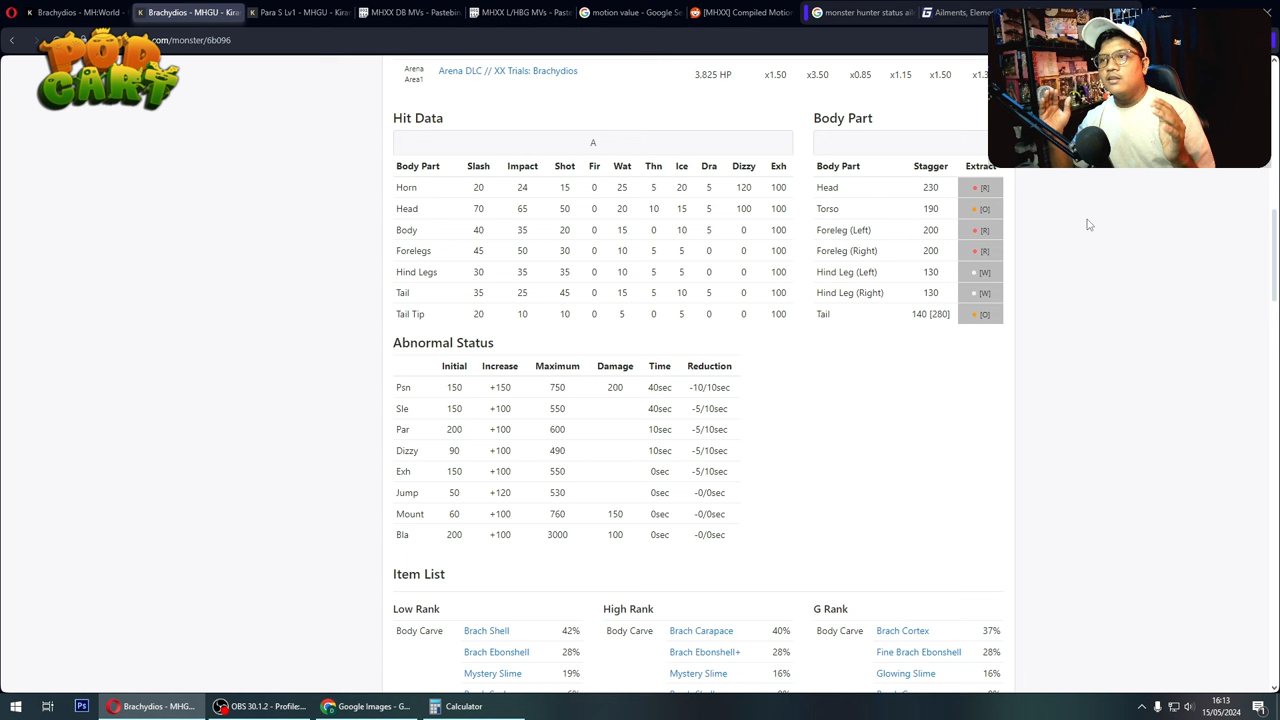 Brachydios – MH:World
Brachydios – MHGU – Kira
Para S Lv1 – MHGU – Kira
MHXX DB MVs – Pastebin
MHXX L/HBG MVs – Paste
motion value – Google Se
[MHXX] Compiled Motion
monster hunter status ail
Ailments, Elemen
com/monster/6b096
POD CART
Arena Area1 Arena DLC // XX Trials: Brachydios 3,825 HP x1.50 x3.50 x0.85 x1.15 x1.50
Hit Data
A
Body Part Slash Impact Shot Fir Wat Thn Ice Dra Dizzy Exh
Horn 20 24 15 0 25 5 20 5 120 100
Head 70 65 50 0 20 10 15 5 100 100
Body 40 35 20 0 15 0 10 5 0 100
Forelegs 45 50 30 0 10 5 5 0 0 100
Hind Legs 30 35 35 0 10 5 5 0 0 100
Tail 35 25 45 0 15 5 10 5 0 100
Tail Tip 20 10 10 0 5 0 5 0 0 100
Body Part
Body Part Stagger Extract
Head 230 [R]
Torso 190 [O]
Foreleg (Left) 200 [R]
Foreleg (Right) 200 [R]
Hind Leg (Left) 130 [W]
Hind Leg (Right) 130 [W]
Tail 140 [280] [O]
Abnormal Status
Initial Increase Maximum Damage Time Reduction
Psn 150 +150 750 200 40sec -10/10sec
Sle 150 +100 550 40sec -5/10sec
Par 200 +100 600 10sec -5/10sec
Dizzy 90 +100 490 10sec -5/10sec
Exh 150 +100 550 0sec -5/10sec
Jump 50 +120 530 0sec -0/0sec
Mount 60 +100 760 150 0sec -0/0sec
Bla 200 +100 3000 100 0sec -0/0sec
Item List
Low Rank
Body Carve Brach Shell 42%
Brach Ebonshell 28%
Mystery Slime 19%
High Rank
Body Carve Brach Carapace 40%
Brach Ebonshell+ 28%
Mystery Slime 16%
G Rank
Body Carve Brach Cortex 37%
Fine Brach Ebonshell 28%
Glowing Slime 16%
Ps
Brachydios – MHG...
OBS 30.1.2 – Profile...
Google Images – G...
Calculator
16:13
15/05/2024
1